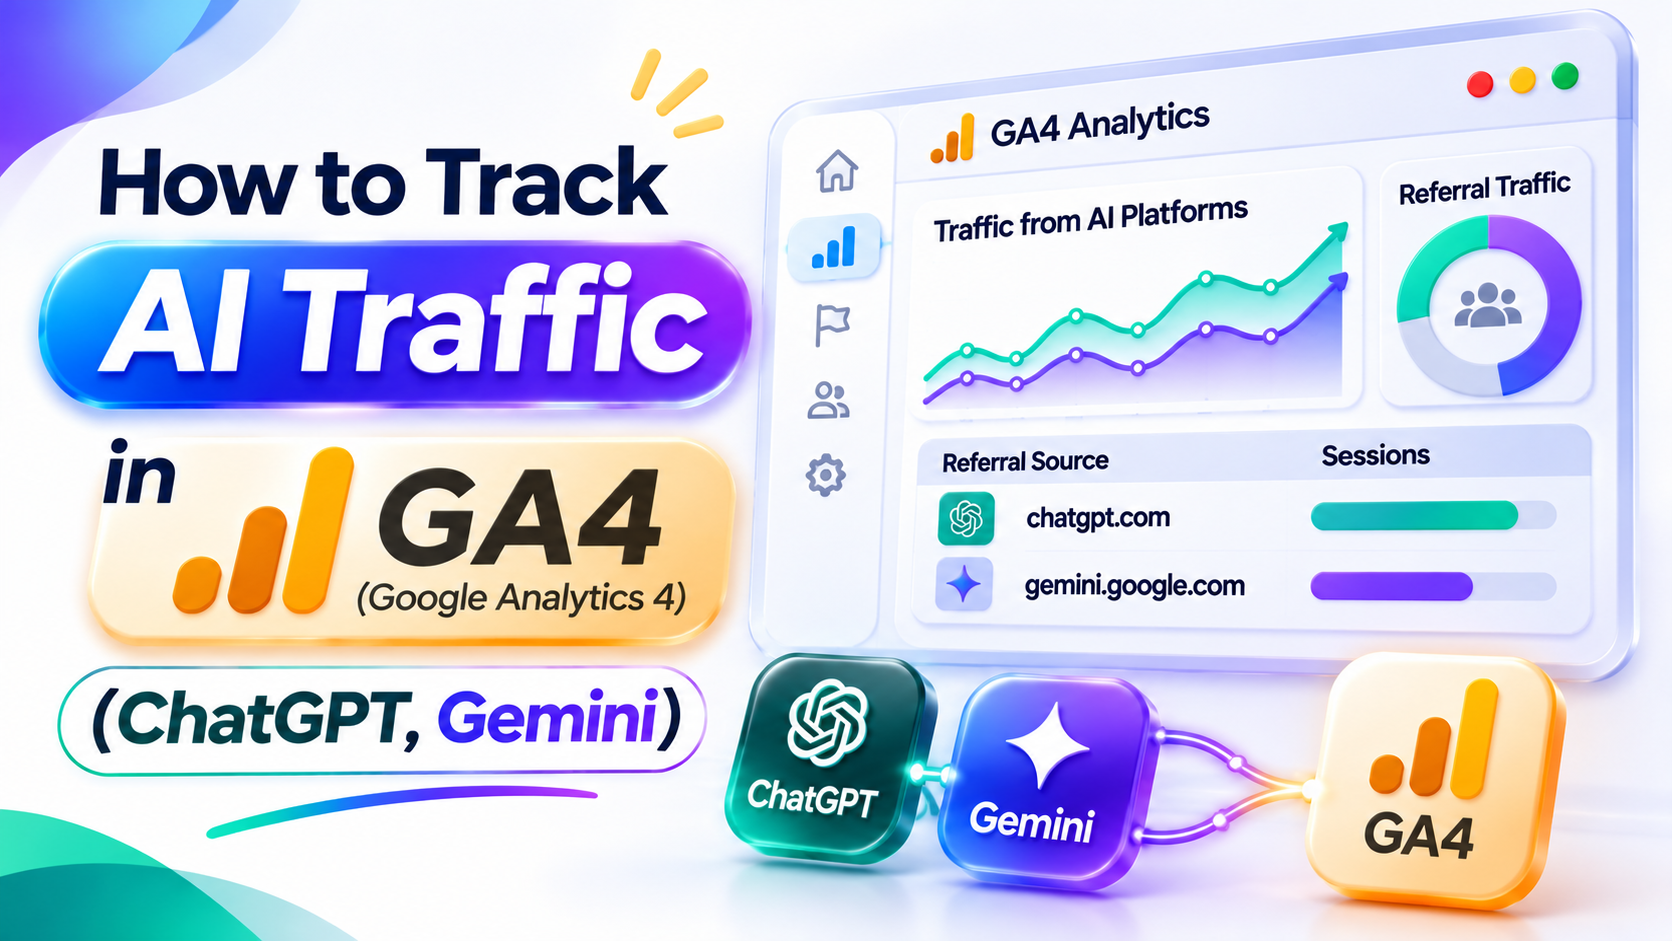 How to Track
AI Traffic
in
GA4
(Google Analytics 4)
(ChatGPT, Gemini)
GA4 Analytics
Traffic from AI Platforms
Referral Traffic
Referral Source
Sessions
chatgpt.com
gemini.google.com
ChatGPT
Gemini
GA4